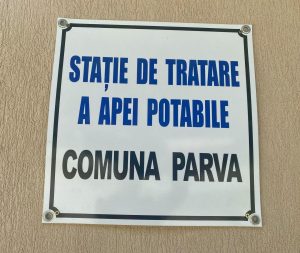 STAȚIE DE TRATARE
A APEI POTABILE
COMUNA PARVA